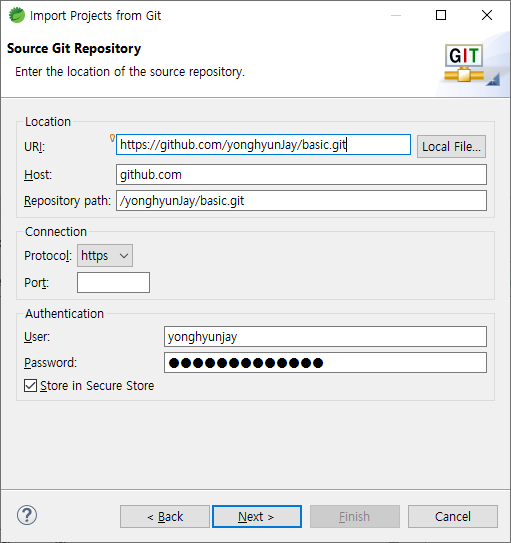 Import Projects from Git
Source Git Repository
Enter the location of the source repository.
GIT
Location
URI: https://github.com/yonghyunJay/basic.git Local File...
Host: github.com
Repository path: /yonghyunJay/basic.git
Connection
Protocol: https
Port:
Authentication
User: yonghyunjay
Password: ●●●●●●●●●●●●●
Store in Secure Store
? < Back Next > Finish Cancel